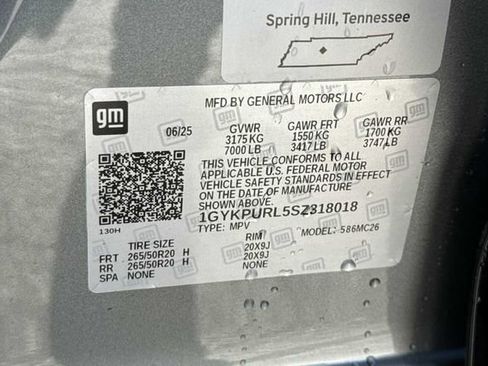 Spring Hill, Tennessee
MFD BY GENERAL MOTORS LLC
gm
06/25 GVWR GAWR FRT GAWR RR
3175 KG 1550 KG 1700 KG
7000 LB 3417 LB 3747 LB
THIS VEHICLE CONFORMS TO ALL
APPLICABLE U.S. FEDERAL MOTOR
VEHICLE SAFETY STANDARDS IN EFFECT
ON THE DATE OF MANUFACTURE
SHOWN ABOVE.
1GYKPURL5SZ318018
130H
TYPE: MPV MODEL: 586MC26
TIRE SIZE RIM
FRT 265/50R20 H 20X9J
RR 265/50R20 H 20X9J
SPA NONE NONE